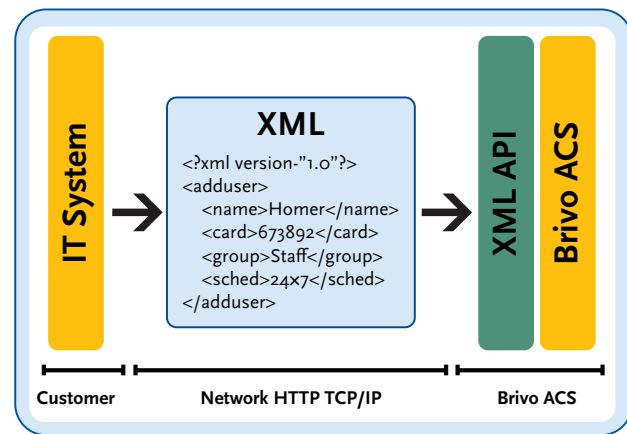 IT System
XML
<?xml version-”1.0”?>
<adduser>
<name>Homer</name>
<card>673892</card>
<group>Staff</group>
<sched>24x7</sched>
</adduser>
XML API
Brivo ACS
Customer
Network HTTP TCP/IP
Brivo ACS